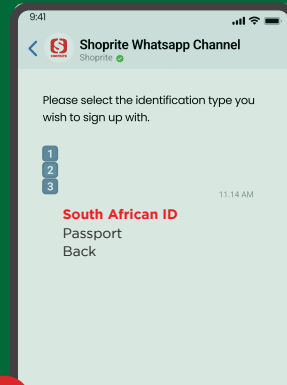 9:41
Shoprite Whatsapp Channel
SHOPRITE
Shoprite
Please select the identification type you
wish to sign up with.
1
2
3
11.14 AM
South African ID
Passport
Back